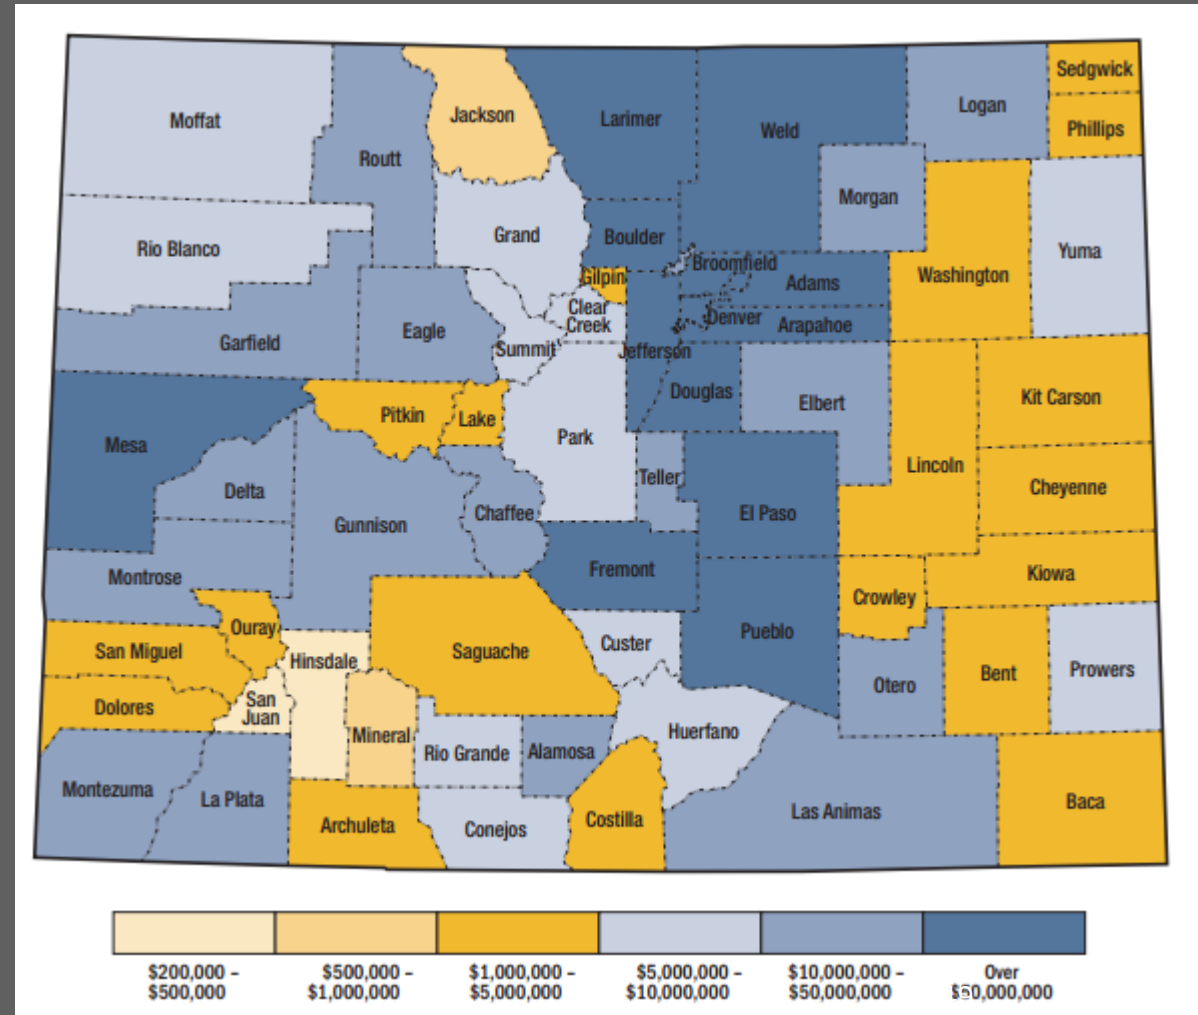 Sedgwick
Logan
Jackson
Larimer
Moffat
Weld
Phillips
Routt
Morgan
Grand
Boulder
Rio Blanco
Yuma
Broomfield
Gilpin
Washington
Adams
Clear
Creek
Denver
Arapahoe
Eagle
Garfield
Summit
Jefferson
Douglas
Kit Carson
Elbert
Pitkin
Lake
Park
Mesa
Lincoln
Teller
Cheyenne
Delta
El Paso
Chaffee
Gunnison
Fremont
Kiowa
Montrose
Crowley
Ouray
Pueblo
Custer
San Miguel
Saguache
Hinsdale
Prowers
Bent
Otero
San
Juan
Dolores
Huerfano
Mineral
Rio Grande
Alamosa
Montezuma
La Plata
Baca
Las Animas
Costilla
Archuleta
Conejos
$200,000 –
$500,000
$500,000 –
$1,000,000
$1,000,000 –
$5,000,000
$5,000,000 –
$10,000,000
$10,000,000 –
$50,000,000
Over